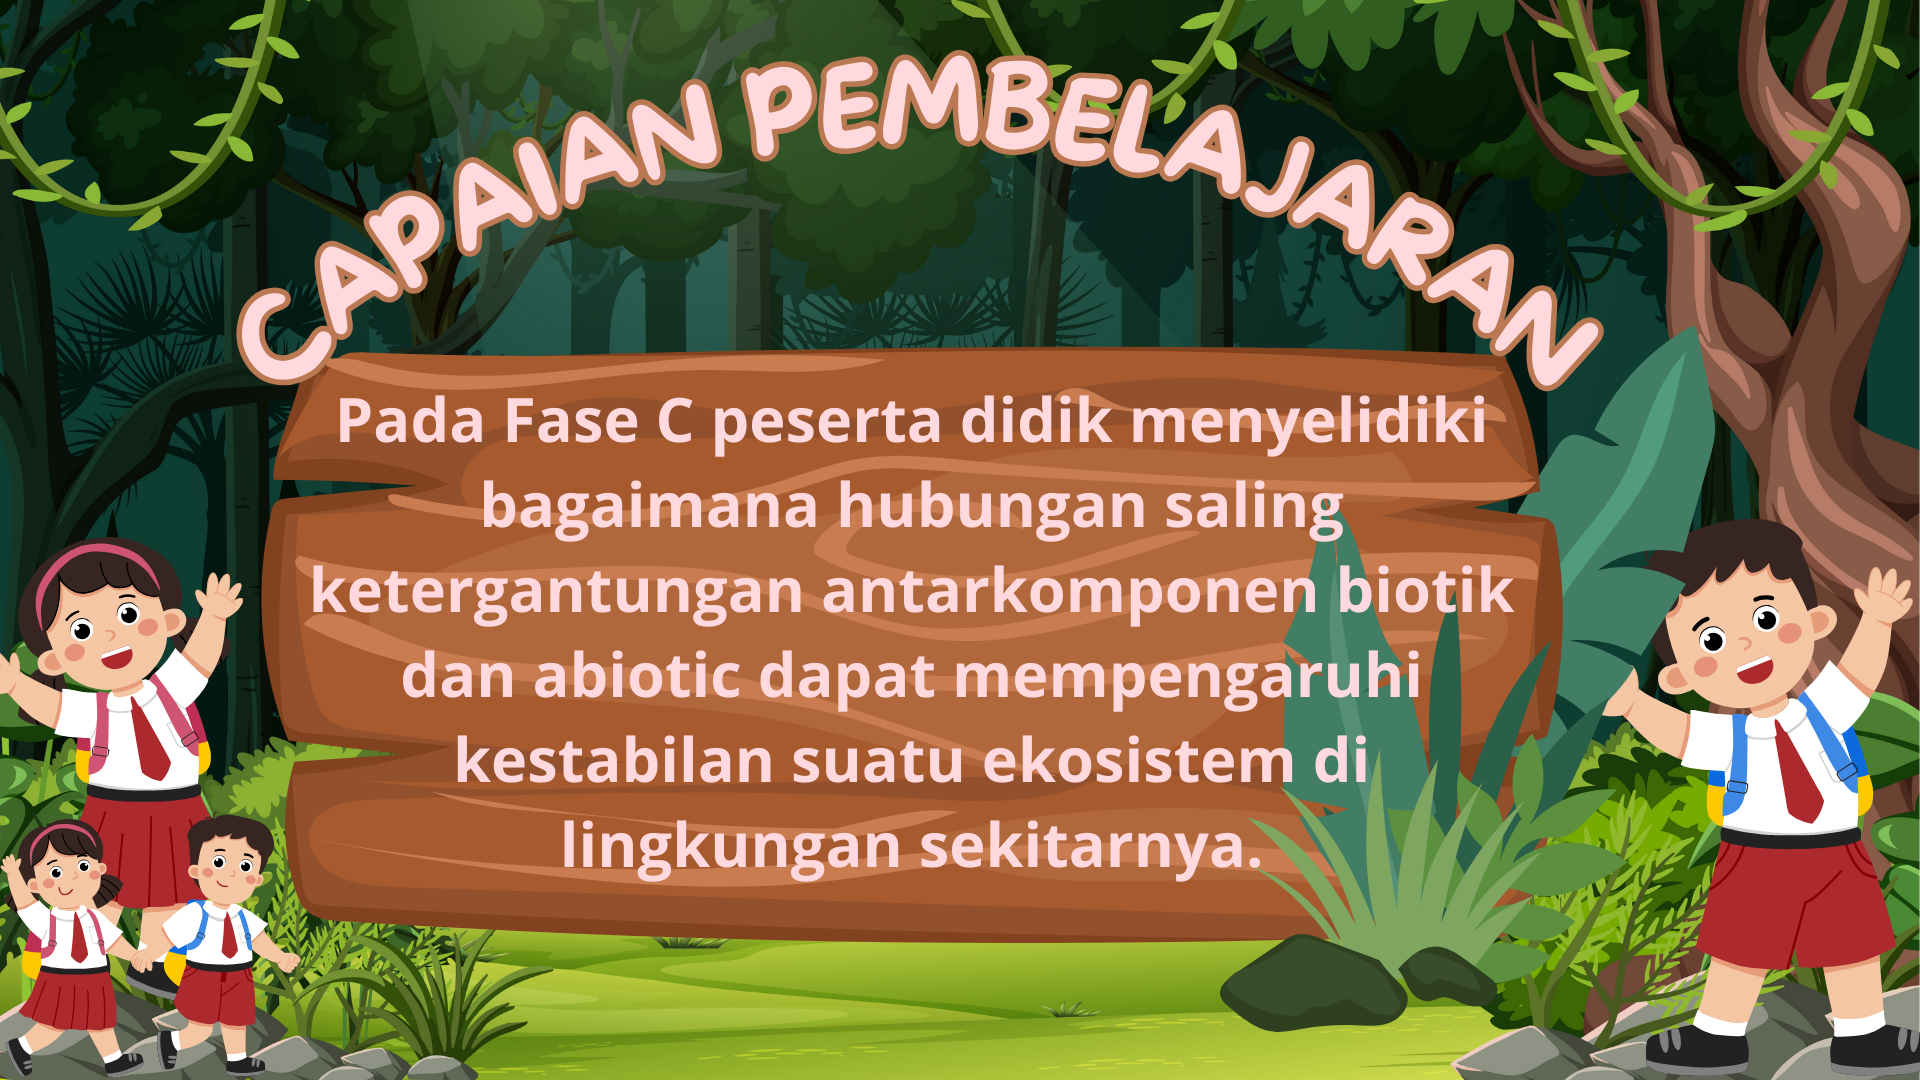 CAPAIAN PEMBELAJARAN
Pada Fase C peserta didik menyelidiki
bagaimana hubungan saling
ketergantungan antarkomponen biotik
dan abiotic dapat mempengaruhi
kestabilan suatu ekosistem di
lingkungan sekitarnya.